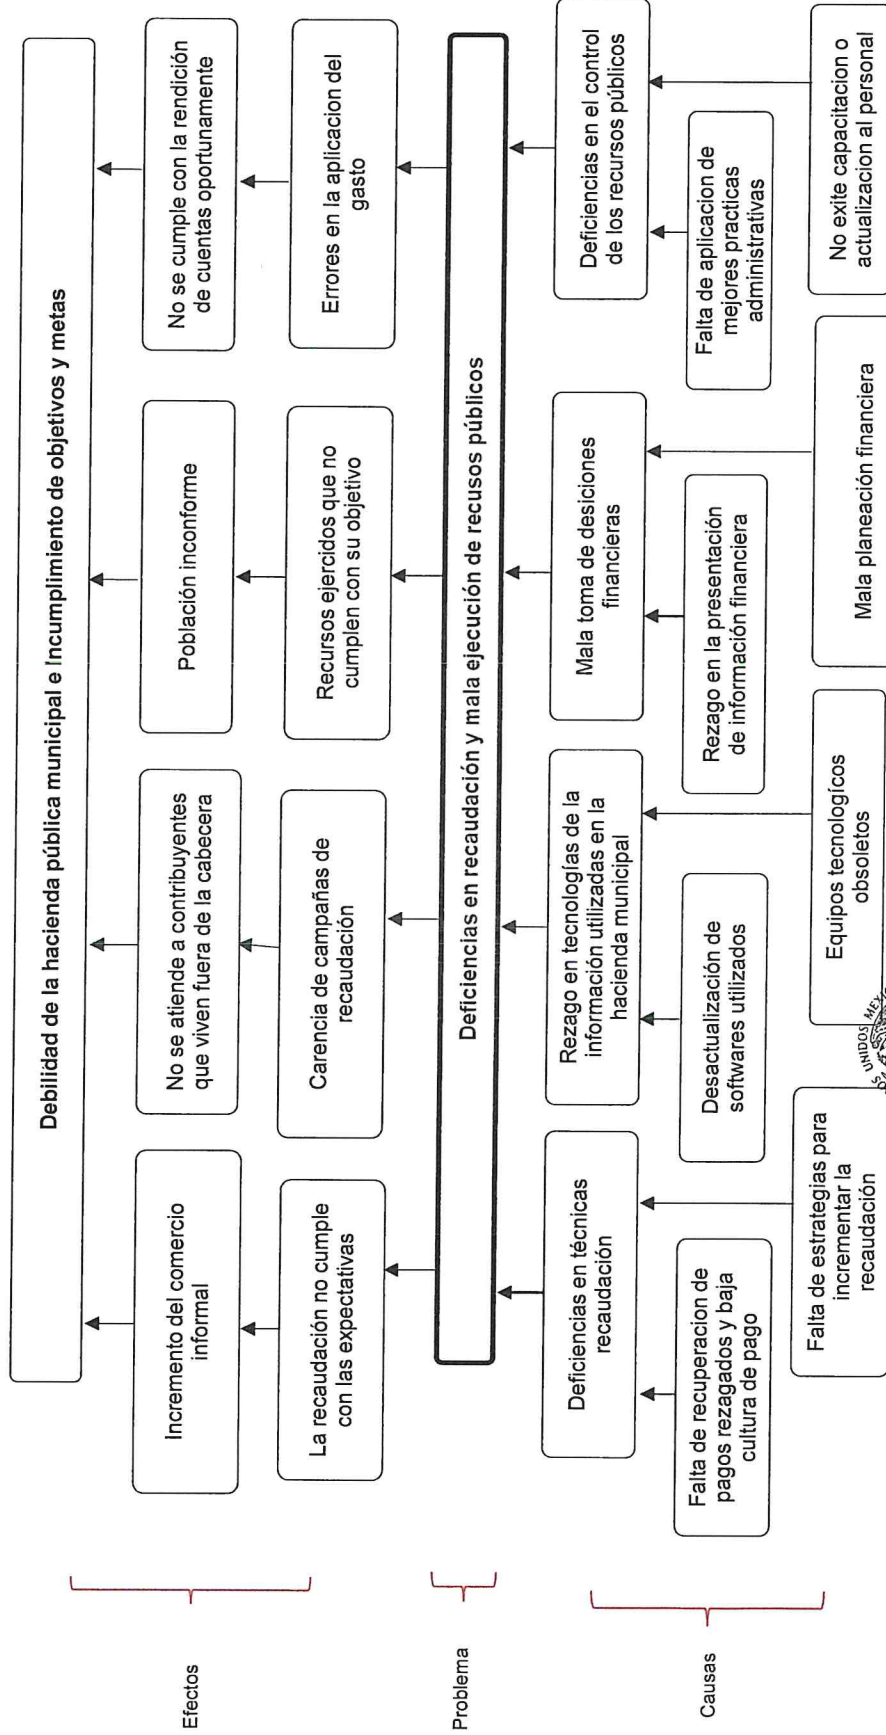 Efectos
Debilidad de la hacienda pública municipal e Incumplimiento de objetivos y metas
Incremento del comercio
informal
No se atiende a contribuyentes
que viven fuera de la cabecera
Población inconforme
No se cumple con la rendición
de cuentas oportunamente
La recaudación no cumple
con las expectativas
Carencia de campañas de
recaudación
Recursos ejercidos que no
cumplen con su objetivo
Errores en la aplicacion del
gasto
Problema
Deficiencias en recaudación y mala ejecución de recusos públicos
Causas
Deficiencias en técnicas
recaudación
Rezago en tecnologías de la
información utilizadas en la
hacienda municipal
Mala toma de desiciones
financieras
Deficiencias en el control
de los recursos públicos
Falta de recuperacion de
pagos rezagados y baja
cultura de pago
Desactualización de
softwares utilizados
Rezago en la presentación
de información financiera
Falta de aplicacion de
mejores practicas
administrativas
Falta de estrategias para
incrementar la
recaudación
Equipos tecnologícos
obsoletos
Mala planeación financiera
No exite capacitacion o
actualizacion al personal
UNIDOS